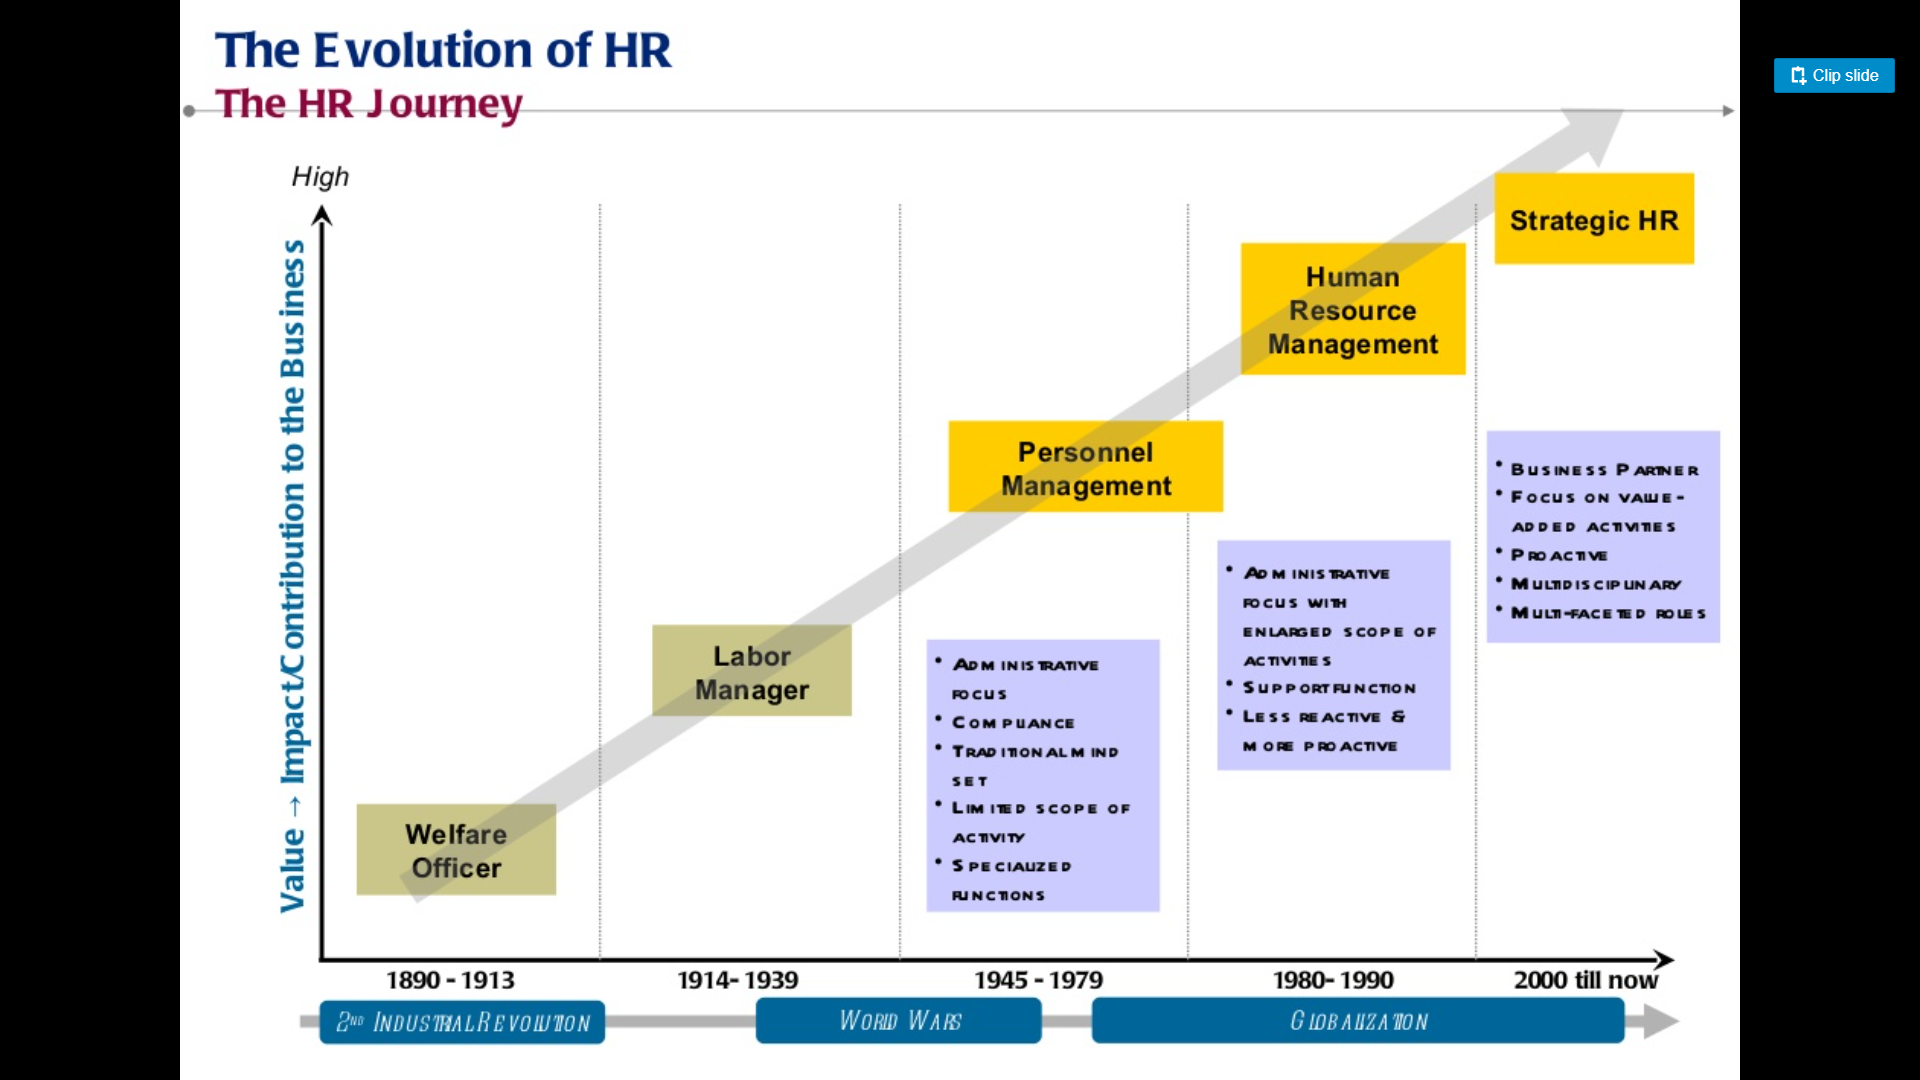 The Evolution of HR
The HR Journey
Clip slide
High
Value → Impact/Contribution to the Business
Strategic HR
Human
Resource
Management
Personnel
Management
Labor
Manager
Welfare
Officer
• BUSINESS PARTNER
• FOCUS ON VALUE-
ADDED ACTIVITIES
• PROACTIVE
• MULTIDISCIPLINARY
• MULTI-FACETED ROLES
• ADMINISTRATIVE
FOCUS WITH
ENLARGED SCOPE OF
ACTIVITIES
• SUPPORT FUNCTION
• LESS REACTIVE &
MORE PROACTIVE
• ADMINISTRATIVE
FOCUS
• COMPLIANCE
• TRADITIONAL MIND
SET
• LIMITED SCOPE OF
ACTIVITY
• SPECIALIZED
FUNCTIONS
1890 - 1913
1914- 1939
1945 - 1979
1980- 1990
2000 till now
2ND INDUSTRIAL REVOLUTION
WORLD WARS
GLOBALIZATION